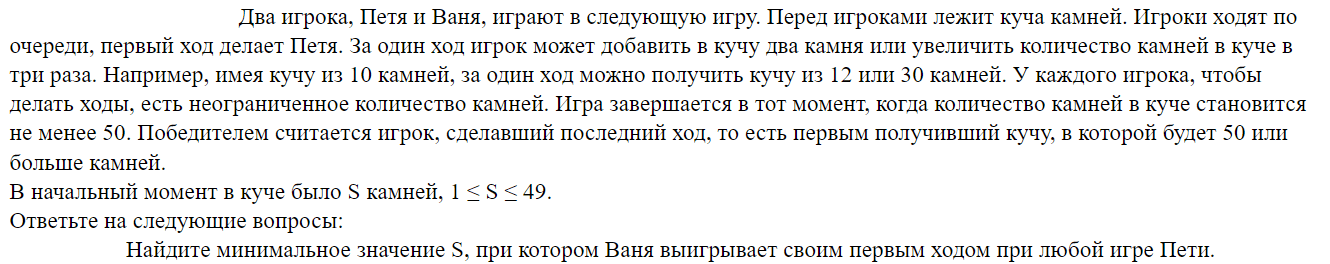 Два игрока, Петя и Ваня, играют в следующую игру. Перед игроками лежит куча камней. Игроки ходят по
очереди, первый ход делает Петя. За один ход игрок может добавить в кучу два камня или увеличить количество камней в куче в
три раза. Например, имея кучу из 10 камней, за один ход можно получить кучу из 12 или 30 камней. У каждого игрока, чтобы
делать ходы, есть неограниченное количество камней. Игра завершается в тот момент, когда количество камней в куче становится
не менее 50. Победителем считается игрок, сделавший последний ход, то есть первым получивший кучу, в которой будет 50 или
больше камней.
В начальный момент в куче было S камней, 1 ≤ S ≤ 49.
Ответьте на следующие вопросы:
Найдите минимальное значение S, при котором Ваня выигрывает своим первым ходом при любой игре Пети.